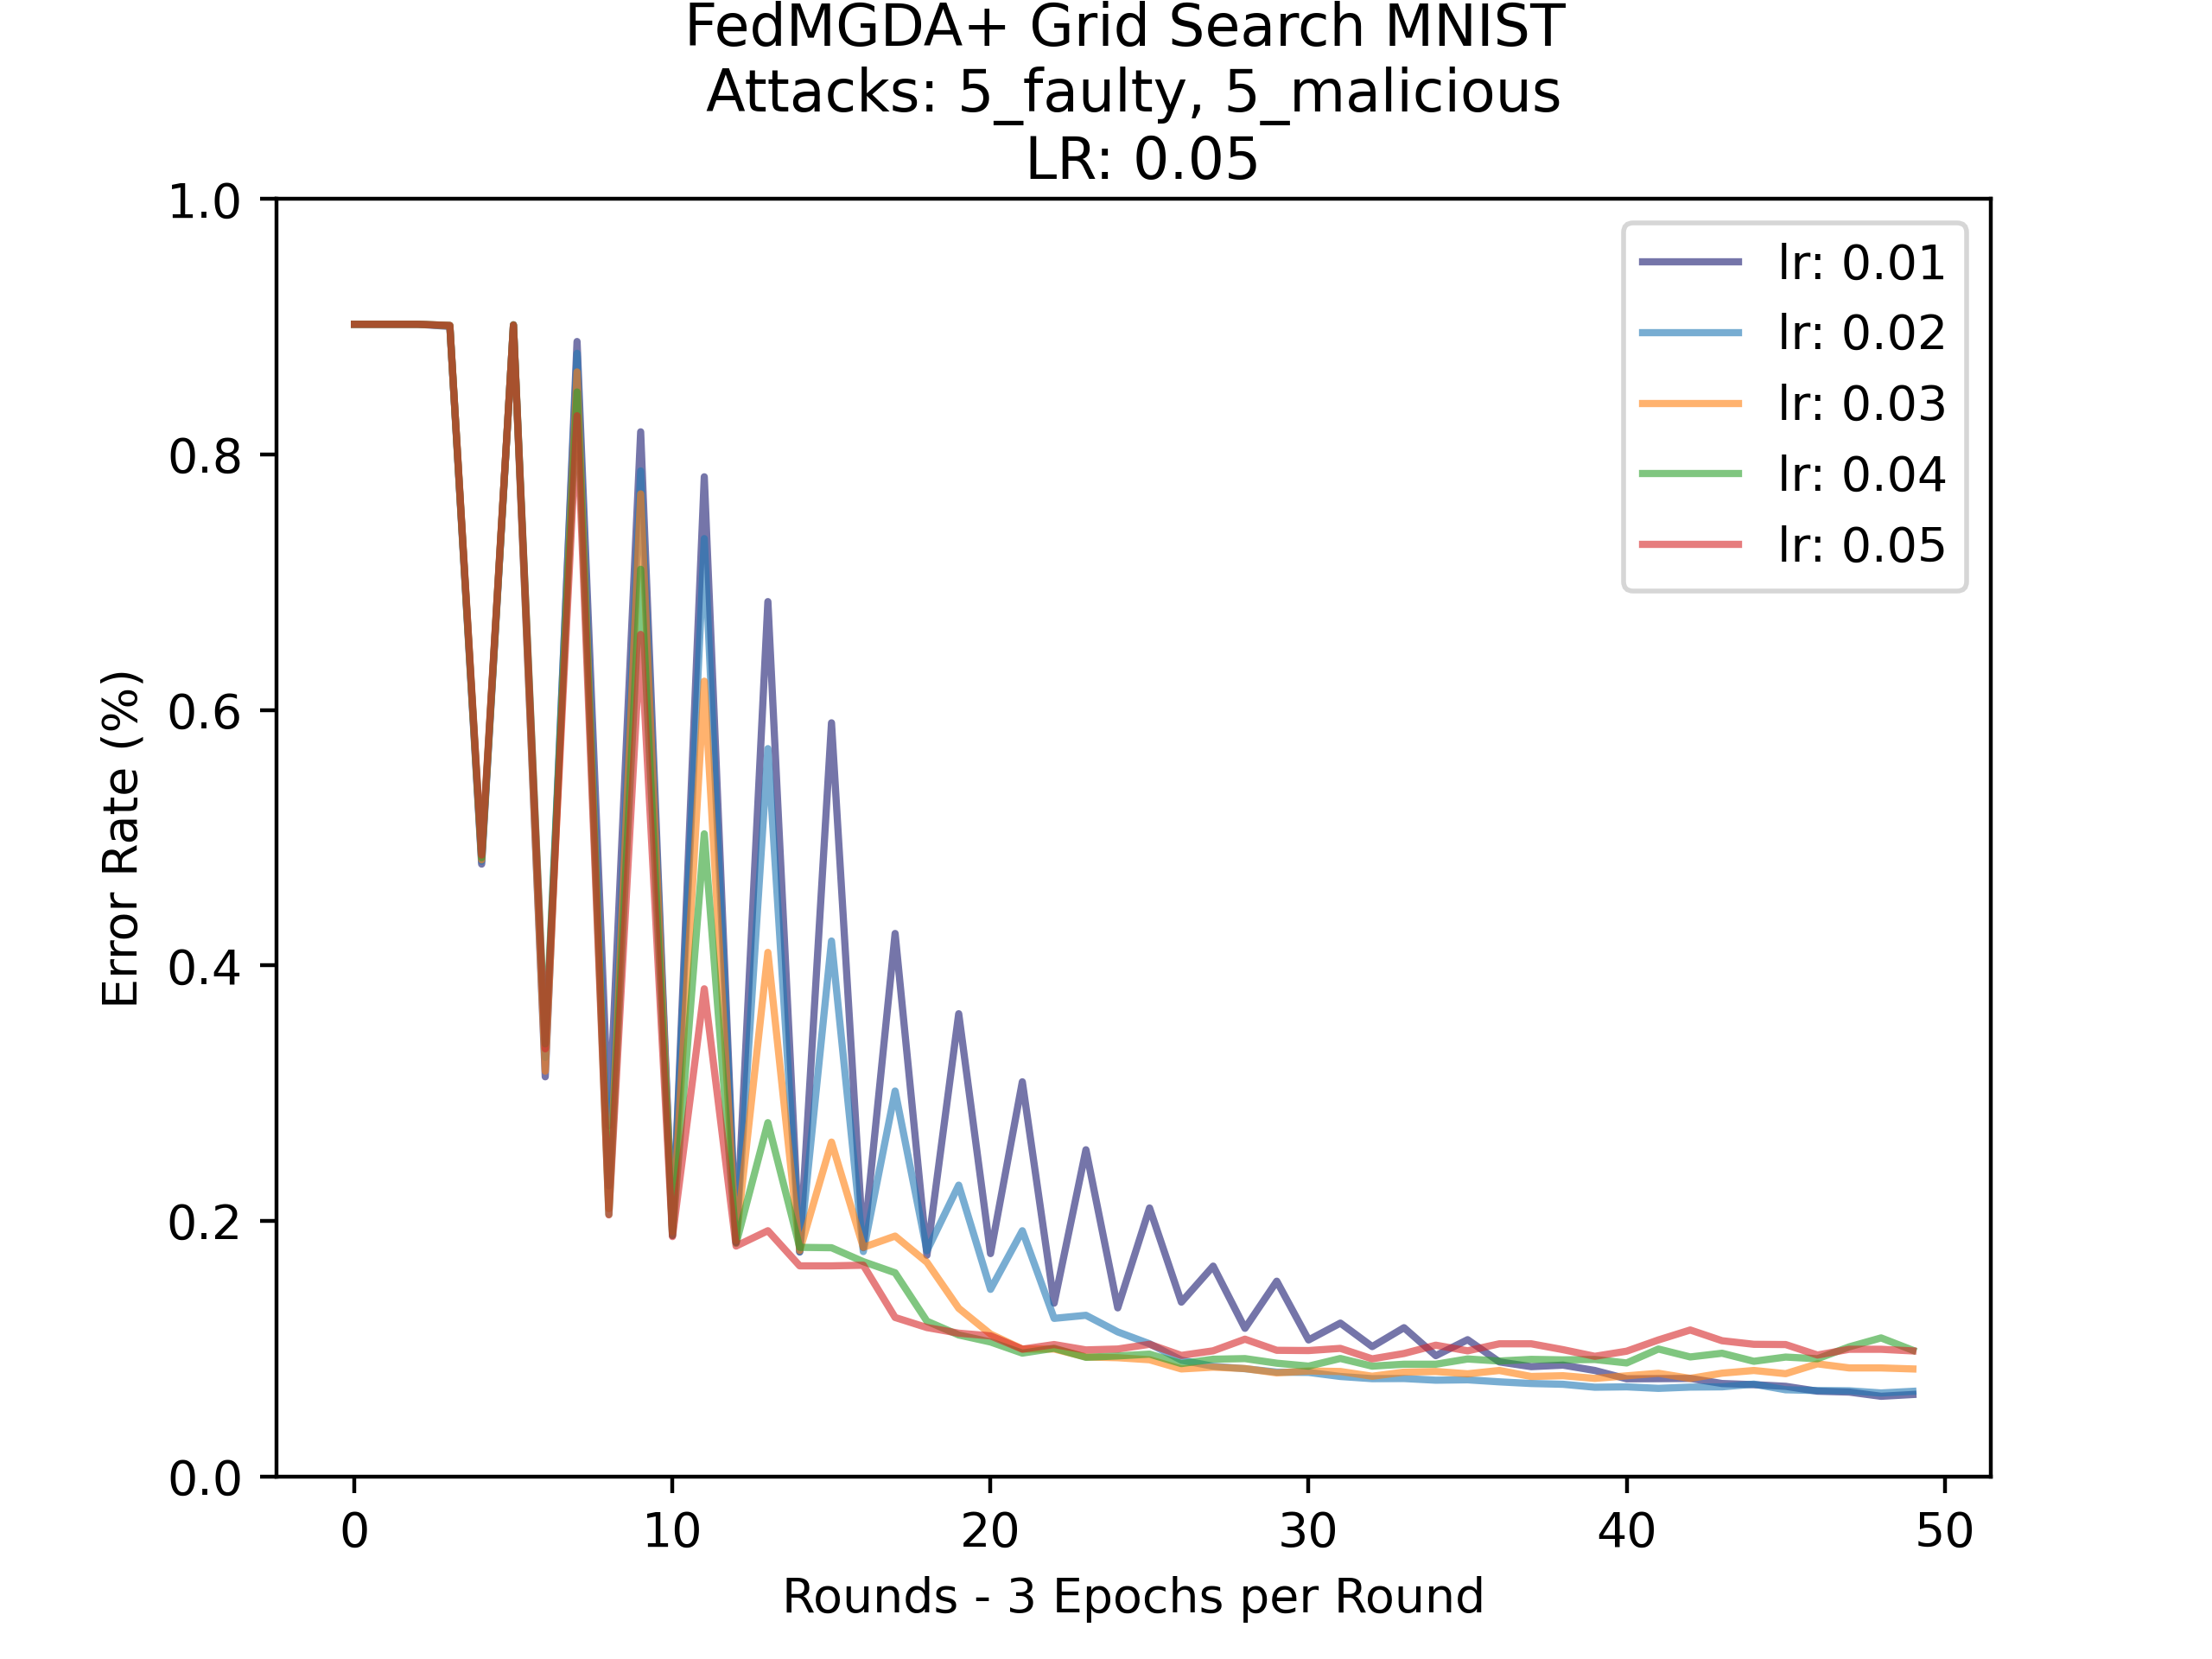 FedMGDA+ Grid Search MNIST
Attacks: 5_faulty, 5_malicious
LR: 0.05
1.0
0.8
0.6
0.4
0.2
0.0
Error Rate (%)
lr: 0.01
lr: 0.02
lr: 0.03
lr: 0.04
lr: 0.05
0 10 20 30 40 50
Rounds - 3 Epochs per Round